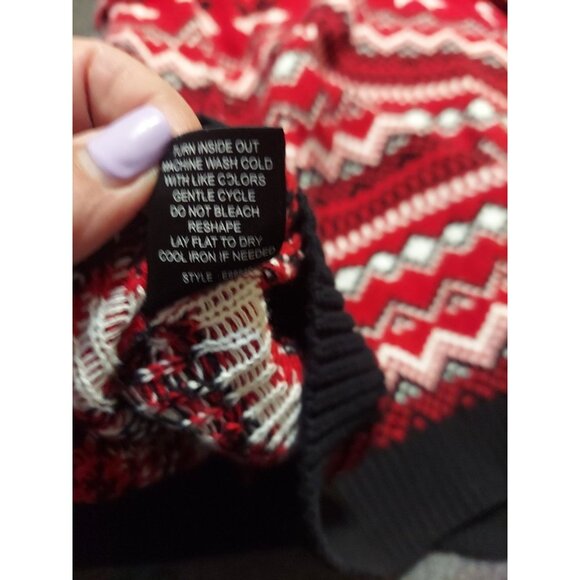 TURN INSIDE OUT
MACHINE WASH COLD
WITH LIKE COLORS
GENTLE CYCLE
DO NOT BLEACH
RESHAPE
LAY FLAT TO DRY
COOL IRON IF NEEDED
STYLE